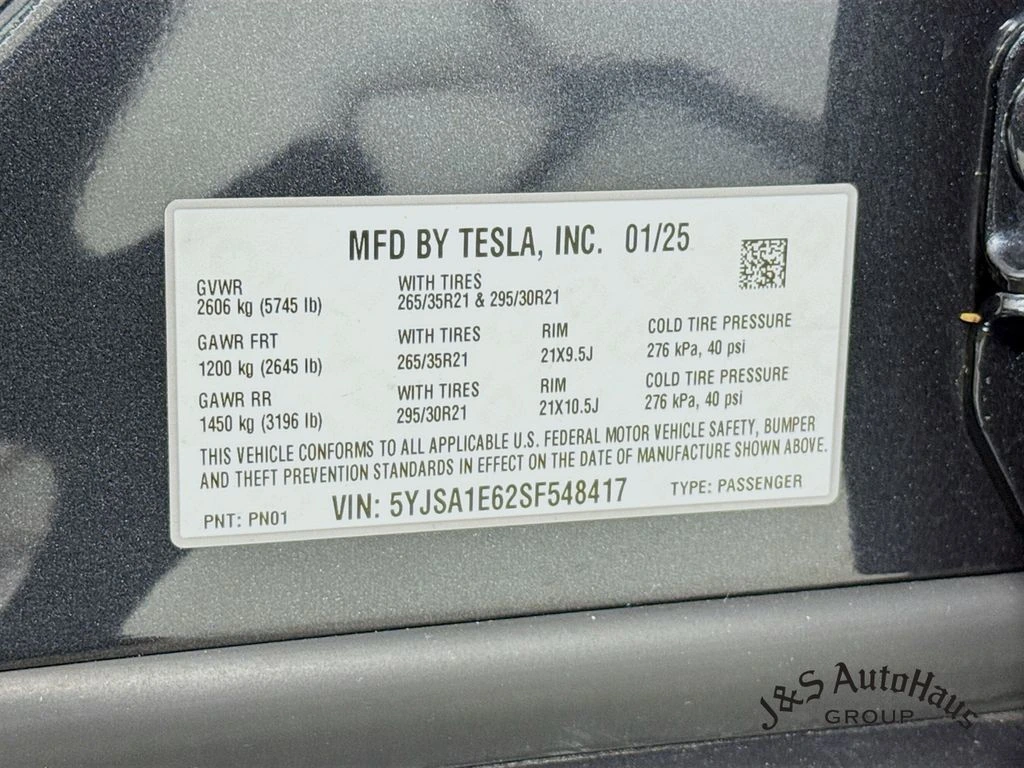 MFD BY TESLA, INC. 01/25
GVWR
2606 kg (5745 lb)
WITH TIRES
265/35R21 & 295/30R21
GAWR FRT
1200 kg (2645 lb)
WITH TIRES
265/35R21
RIM
21X9.5J
COLD TIRE PRESSURE
276 kPa, 40 psi
GAWR RR
1450 kg (3196 lb)
WITH TIRES
295/30R21
RIM
21X10.5J
COLD TIRE PRESSURE
276 kPa, 40 psi
THIS VEHICLE CONFORMS TO ALL APPLICABLE U.S. FEDERAL MOTOR VEHICLE SAFETY, BUMPER
AND THEFT PREVENTION STANDARDS IN EFFECT ON THE DATE OF MANUFACTURE SHOWN ABOVE.
PNT: PN01
VIN: 5YJSA1E62SF548417
TYPE: PASSENGER
J&S AutoHaus
GROUP